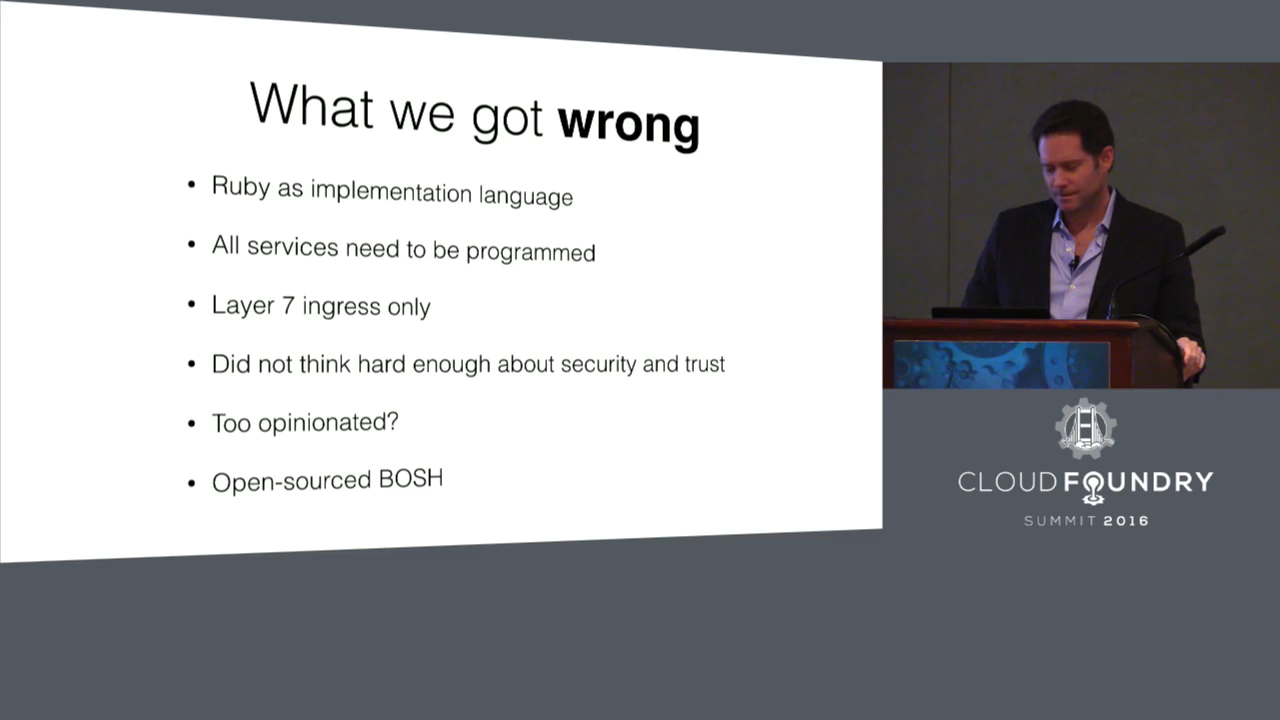 What we got wrong
• Ruby as implementation language
• All services need to be programmed
• Layer 7 ingress only
• Did not think hard enough about security and trust
• Too opinionated?
• Open-sourced BOSH
CLOUD FOUNDRY
SUMMIT 2016